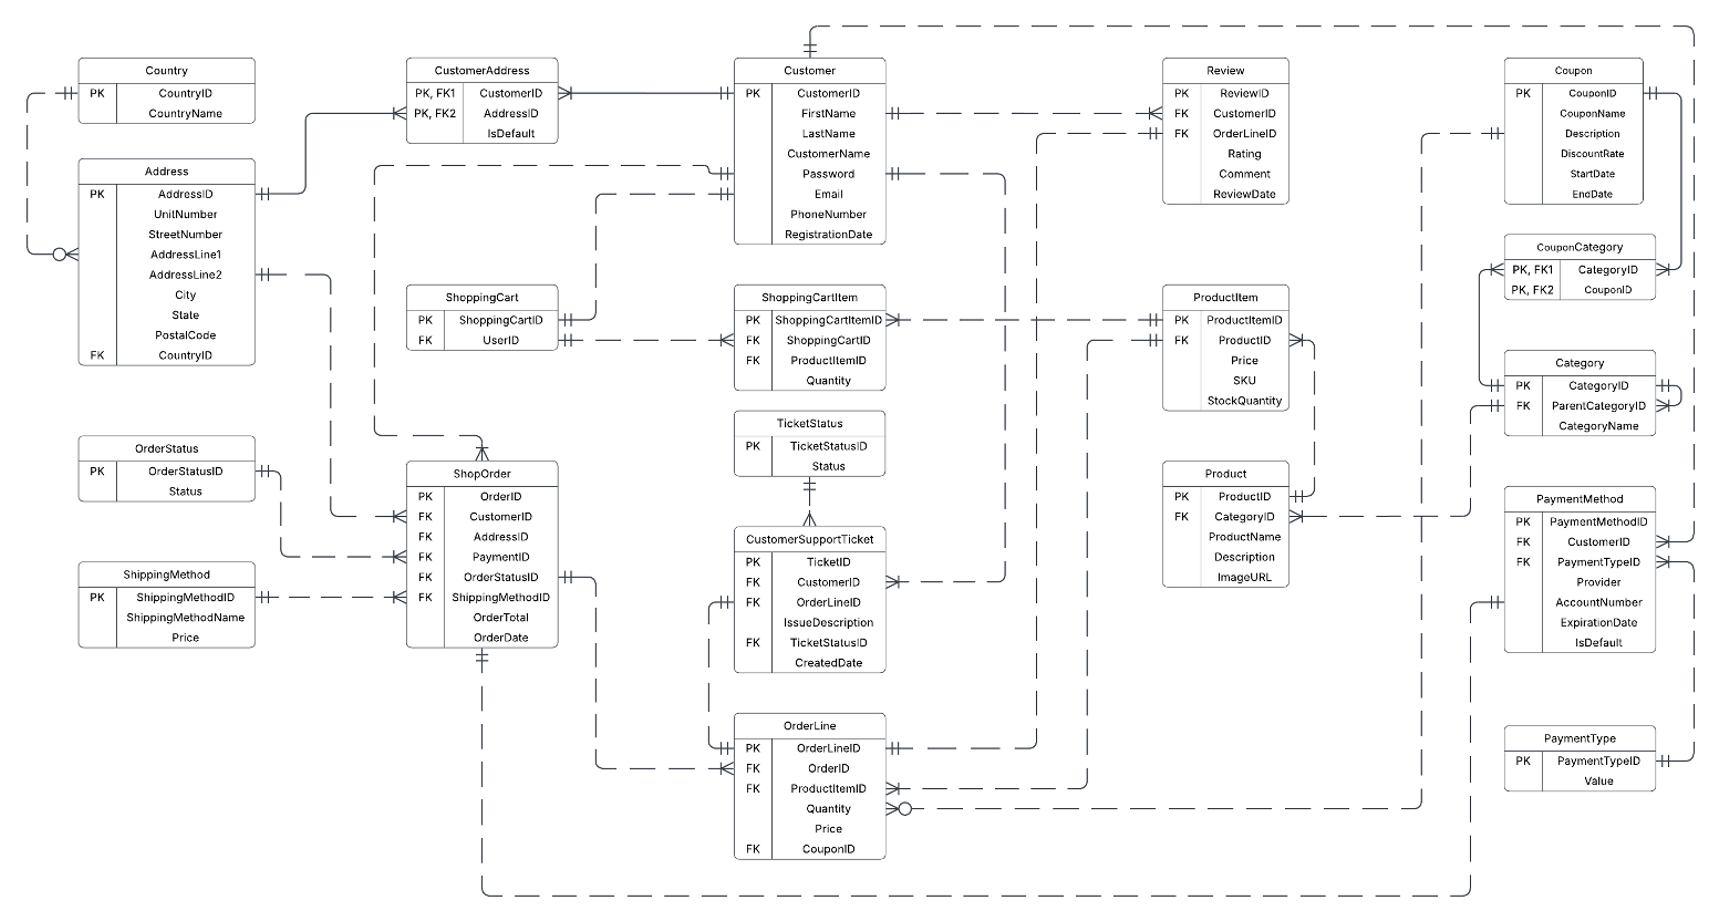 Country
PK CountryID
CountryName
Address
PK AddressID
UnitNumber
StreetNumber
AddressLine1
AddressLine2
City
State
PostalCode
FK CountryID
OrderStatus
PK OrderStatusID
Status
ShippingMethod
PK ShippingMethodID
ShippingMethodName
Price
CustomerAddress
PK, FK1 CustomerID
PK, FK2 AddressID
IsDefault
ShoppingCart
PK ShoppingCartID
FK UserID
ShopOrder
PK OrderID
FK CustomerID
FK AddressID
FK PaymentID
FK OrderStatusID
FK ShippingMethodID
OrderTotal
OrderDate
Customer
PK CustomerID
FirstName
LastName
CustomerName
Password
Email
PhoneNumber
RegistrationDate
ShoppingCartItem
PK ShoppingCartItemID
FK ShoppingCartID
FK ProductItemID
Quantity
TicketStatus
PK TicketStatusID
Status
CustomerSupportTicket
PK TicketID
FK CustomerID
FK OrderLineID
IssueDescription
FK TicketStatusID
CreatedDate
OrderLine
PK OrderLineID
FK OrderID
FK ProductItemID
Quantity
Price
FK CouponID
Review
PK ReviewID
FK CustomerID
FK OrderLineID
Rating
Comment
ReviewDate
ProductItem
PK ProductItemID
FK ProductID
Price
SKU
StockQuantity
Product
PK ProductID
FK CategoryID
ProductName
Description
ImageURL
Coupon
PK CouponID
CouponName
Description
DiscountRate
StartDate
EndDate
CouponCategory
PK, FK1 CategoryID
PK, FK2 CouponID
Category
PK CategoryID
FK ParentCategoryID
CategoryName
PaymentMethod
PK PaymentMethodID
FK CustomerID
FK PaymentTypeID
Provider
AccountNumber
ExpirationDate
IsDefault
PaymentType
PK PaymentTypeID
Value